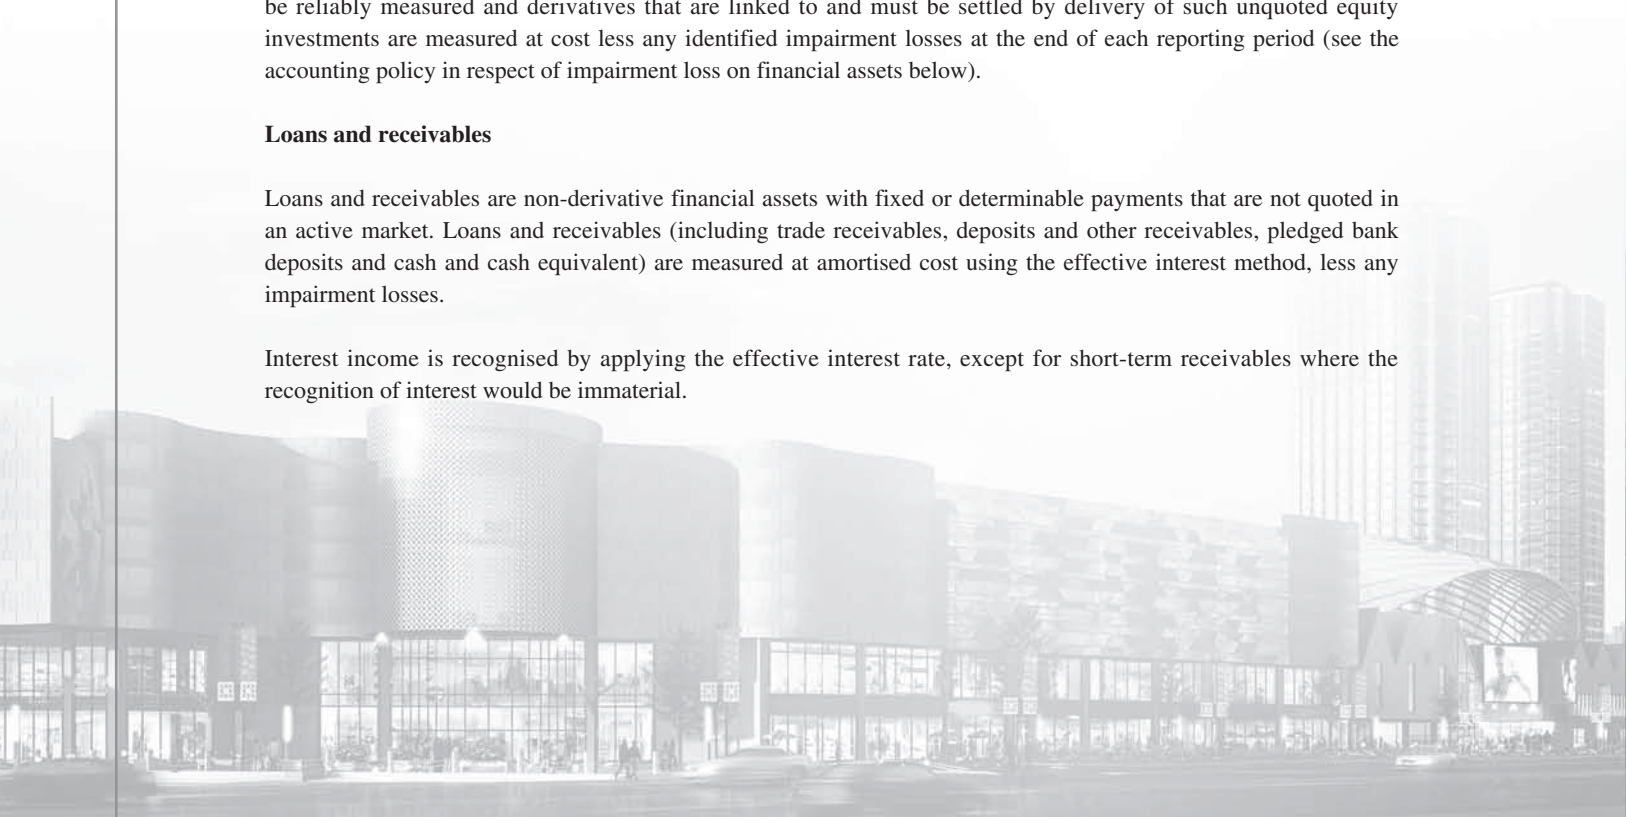 be reliably measured and derivatives that are linked to and must be settled by delivery of such unquoted equity
investments are measured at cost less any identified impairment losses at the end of each reporting period (see the
accounting policy in respect of impairment loss on financial assets below).
Loans and receivables
Loans and receivables are non-derivative financial assets with fixed or determinable payments that are not quoted in
an active market. Loans and receivables (including trade receivables, deposits and other receivables, pledged bank
deposits and cash and cash equivalent) are measured at amortised cost using the effective interest method, less any
impairment losses.
Interest income is recognised by applying the effective interest rate, except for short-term receivables where the
recognition of interest would be immaterial.